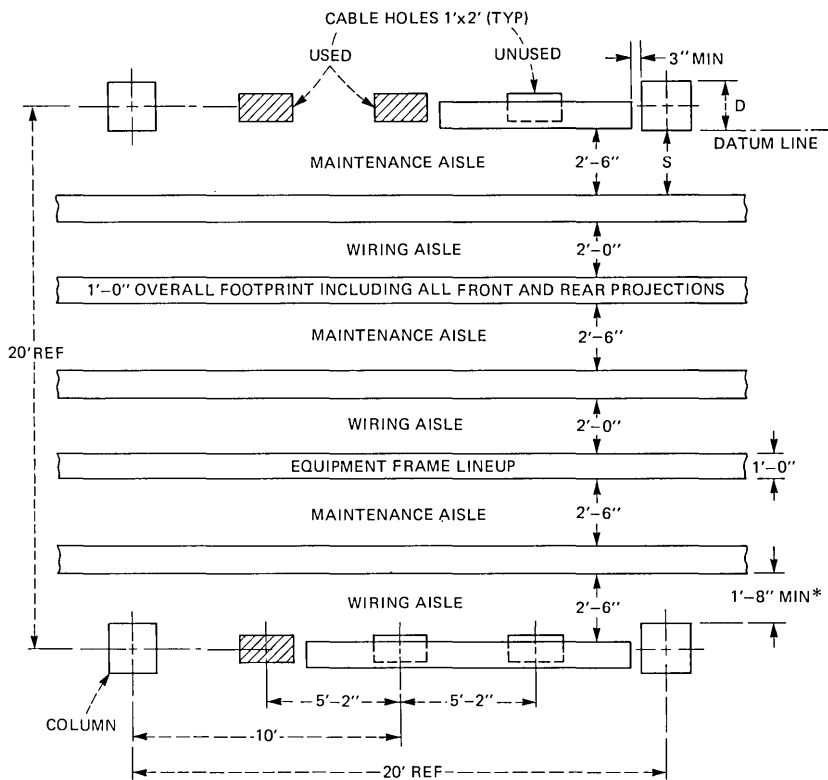 CABLE HOLES 1'x2' (TYP)
USED
UNUSED
3" MIN
D
DATUM LINE
MAINTENANCE AISLE
2'-6"
S
WIRING AISLE
2'-0"
1'-0" OVERALL FOOTPRINT INCLUDING ALL FRONT AND REAR PROJECTIONS
20' REF
MAINTENANCE AISLE
2'-6"
WIRING AISLE
2'-0"
EQUIPMENT FRAME LINEUP
1'-0"
MAINTENANCE AISLE
2'-6"
WIRING AISLE
2'-6"
1'-8" MIN*
COLUMN
5'-2"
5'-2"
10'
20' REF